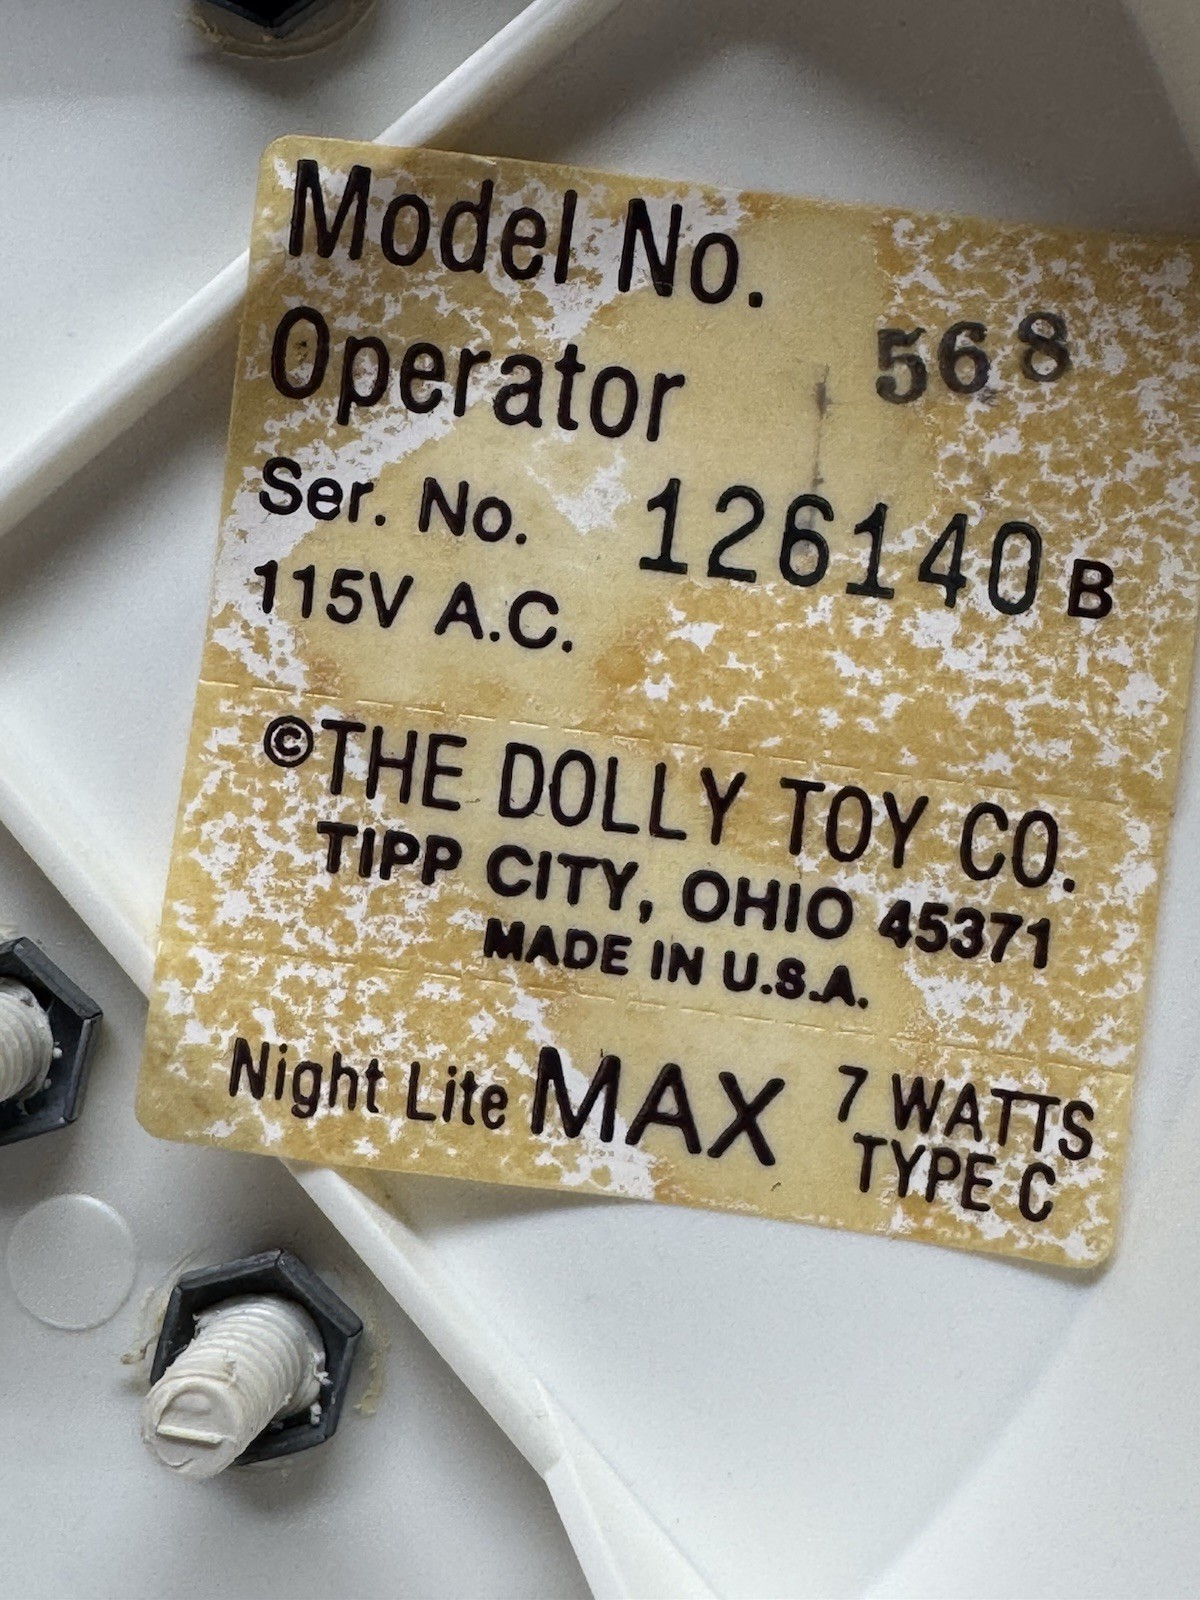 Model No.
Operator 568
Ser. No. 126140 B
115V A.C.
©THE DOLLY TOY CO.
TIPP CITY, OHIO 45371
MADE IN U.S.A.
Night Lite MAX 7 WATTS
TYPE C